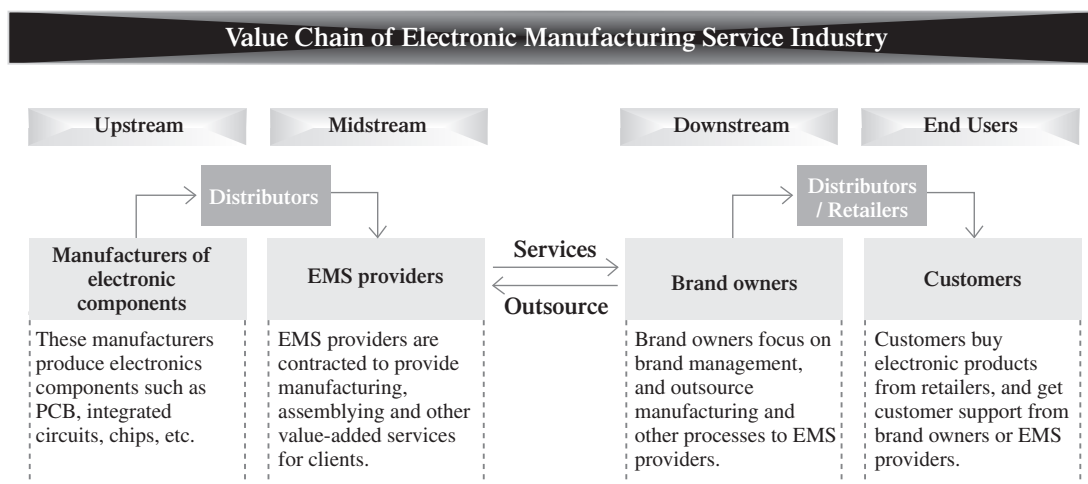 Value Chain of Electronic Manufacturing Service Industry
Upstream
Midstream
Downstream
End Users
Distributors
Distributors
/ Retailers
Manufacturers of
electronic
components
EMS providers
Services
Outsource
Brand owners
Customers
These manufacturers
produce electronics
components such as
PCB, integrated
circuits, chips, etc.
EMS providers are
contracted to provide
manufacturing,
assemblying and other
value-added services
for clients.
Brand owners focus on
brand management,
and outsource
manufacturing and
other processes to EMS
providers.
Customers buy
electronic products
from retailers, and get
customer support from
brand owners or EMS
providers.